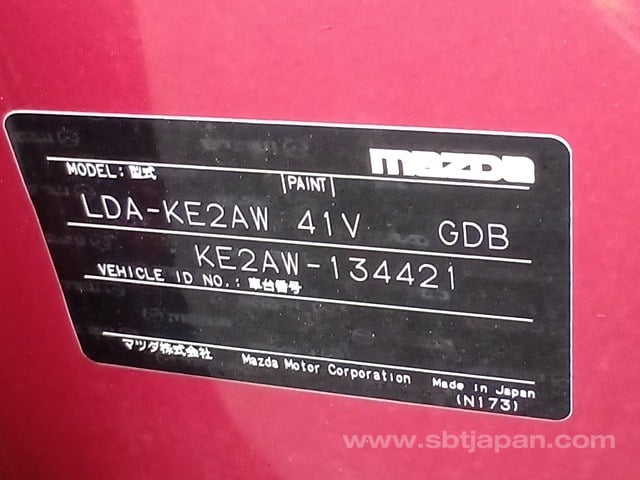 mazda
MODEL:型式 |PAINT|
LDA-KE2AW 41V GDB
KE2AW-134421
VEHICLE ID NO.:車台番号
マツダ株式会社 Mazda Motor Corporation Made in Japan
(N173)
www.sbtjapan.com